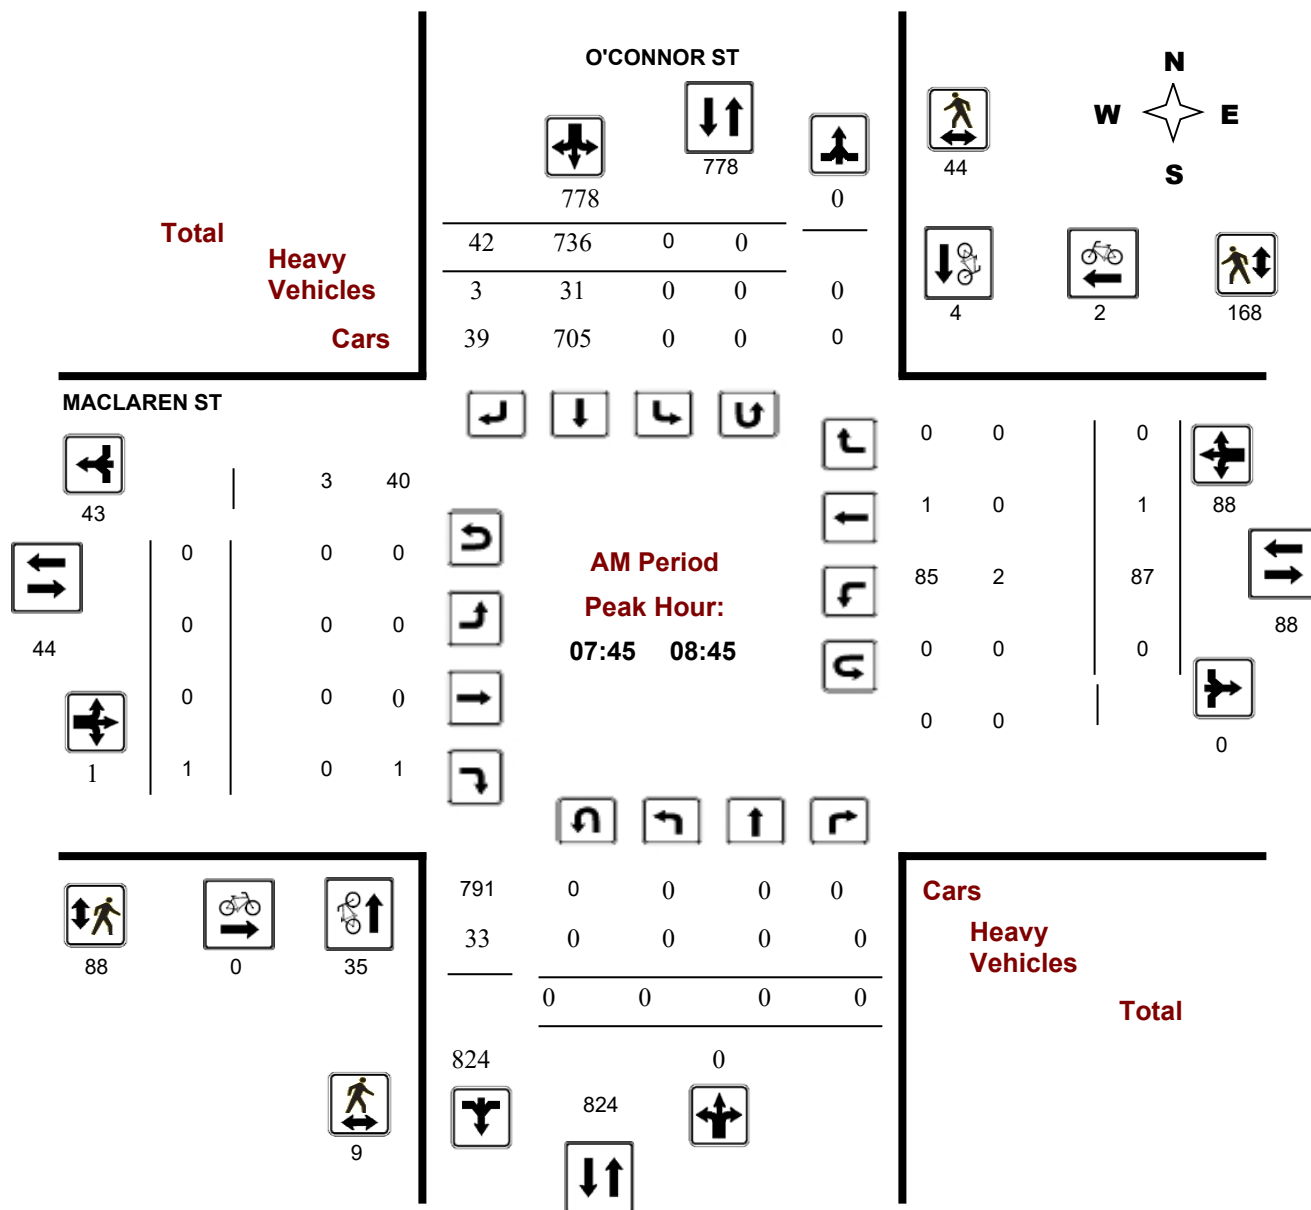 O'CONNOR ST
N
W E
S
778
44
778 0
Total
42 736 0 0
Heavy
Vehicles
3 31 0 0 0
4 2 168
Cars
39 705 0 0 0
MACLAREN ST
0 0 0
3 40
43
1 0 1 88
0 0 0
AM Period
85 2 87
Peak Hour:
0 0 0
88
44
07:45 08:45
0 0 0
0 0 0
0 0
0
1
1 0 1
791 0 0 0 0
Cars
33 0 0 0 0
Heavy
Vehicles
88 0 35
0 0 0 0
Total
824 0
824
9